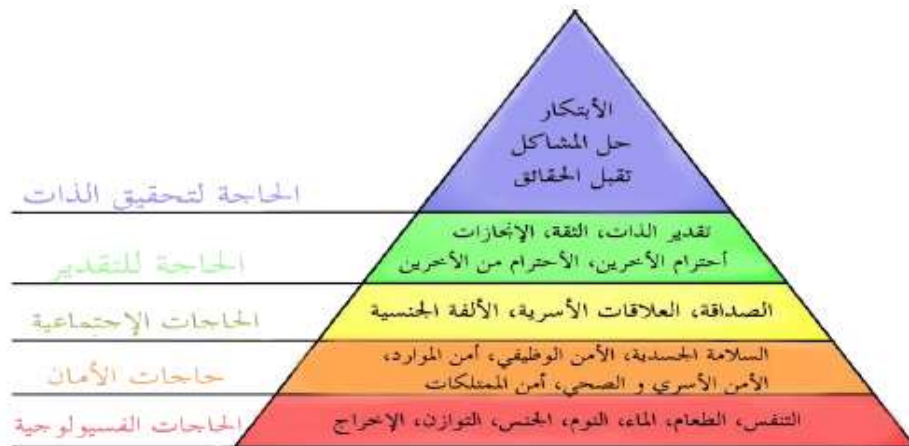 الأبتكار
حل المشاكل
تقبل الحقائق
الحاجة لتحقيق الذات
تقدير الذات، الثقة، الإنجازات
أحترام الأخرين، الأحترام من الأخرين
الحاجة للتقدير
الصداقة، العلاقات الأسرية، الألفة الجنسية
الحاجات الإجتماعية
السلامة الجسدية، الأمن الوظيفي، أمن الموارد،
الأمن الأسري و الصحي، أمن الممتلكات
حاجات الأمان
التنفس، الطعام، الماء، النوم، الجنس، التوازن، الإخراج
الحاجات الفسيولوجية